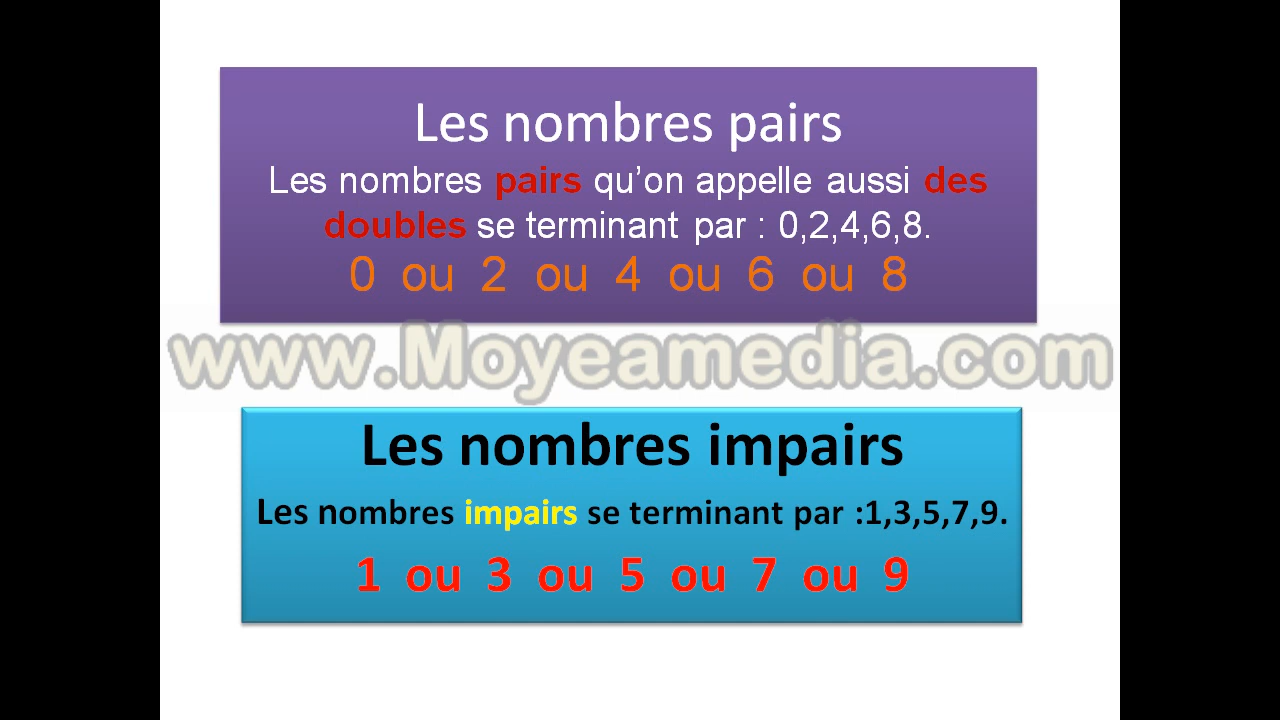 Les nombres pairs
Les nombres pairs qu’on appelle aussi des
doubles se terminant par : 0,2,4,6,8.
0 ou 2 ou 4 ou 6 ou 8
www.Moyeamedia.com
Les nombres impairs
Les nombres impairs se terminant par :1,3,5,7,9.
1 ou 3 ou 5 ou 7 ou 9